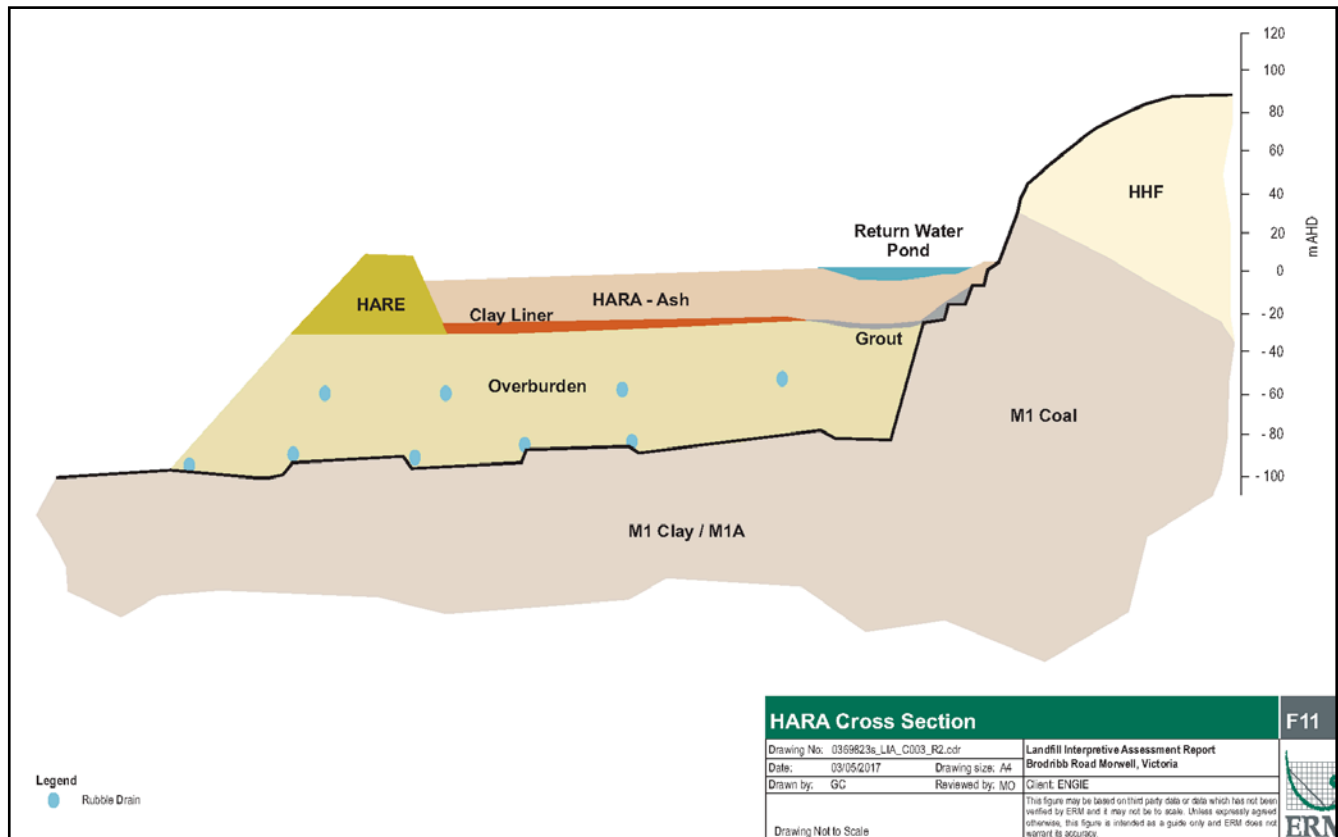 120
100
80
60
40
20
0
- 20
- 40
- 60
- 80
- 100
m AHD
HHF
Return Water
Pond
HARE
HARA - Ash
Clay Liner
Grout
Overburden
M1 Coal
M1 Clay / M1A
Legend
Rubble Drain
HARA Cross Section
F11
Drawing No: 0369823s_LIA_C003_R2.cdr
Date: 03/05/2017 Drawing size: A4
Drawn by: GC Reviewed by: MO
Drawing Not to Scale
Landfill Interpretive Assessment Report
Brodribb Road Morwell, Victoria
Client: ENGIE
This figure may be based on third party data or data which has not been
verified by ERM and it may not be to scale. Unless expressly agreed
otherwise, this figure is intended as a guide only and ERM does not
warrant its accuracy.
ERM